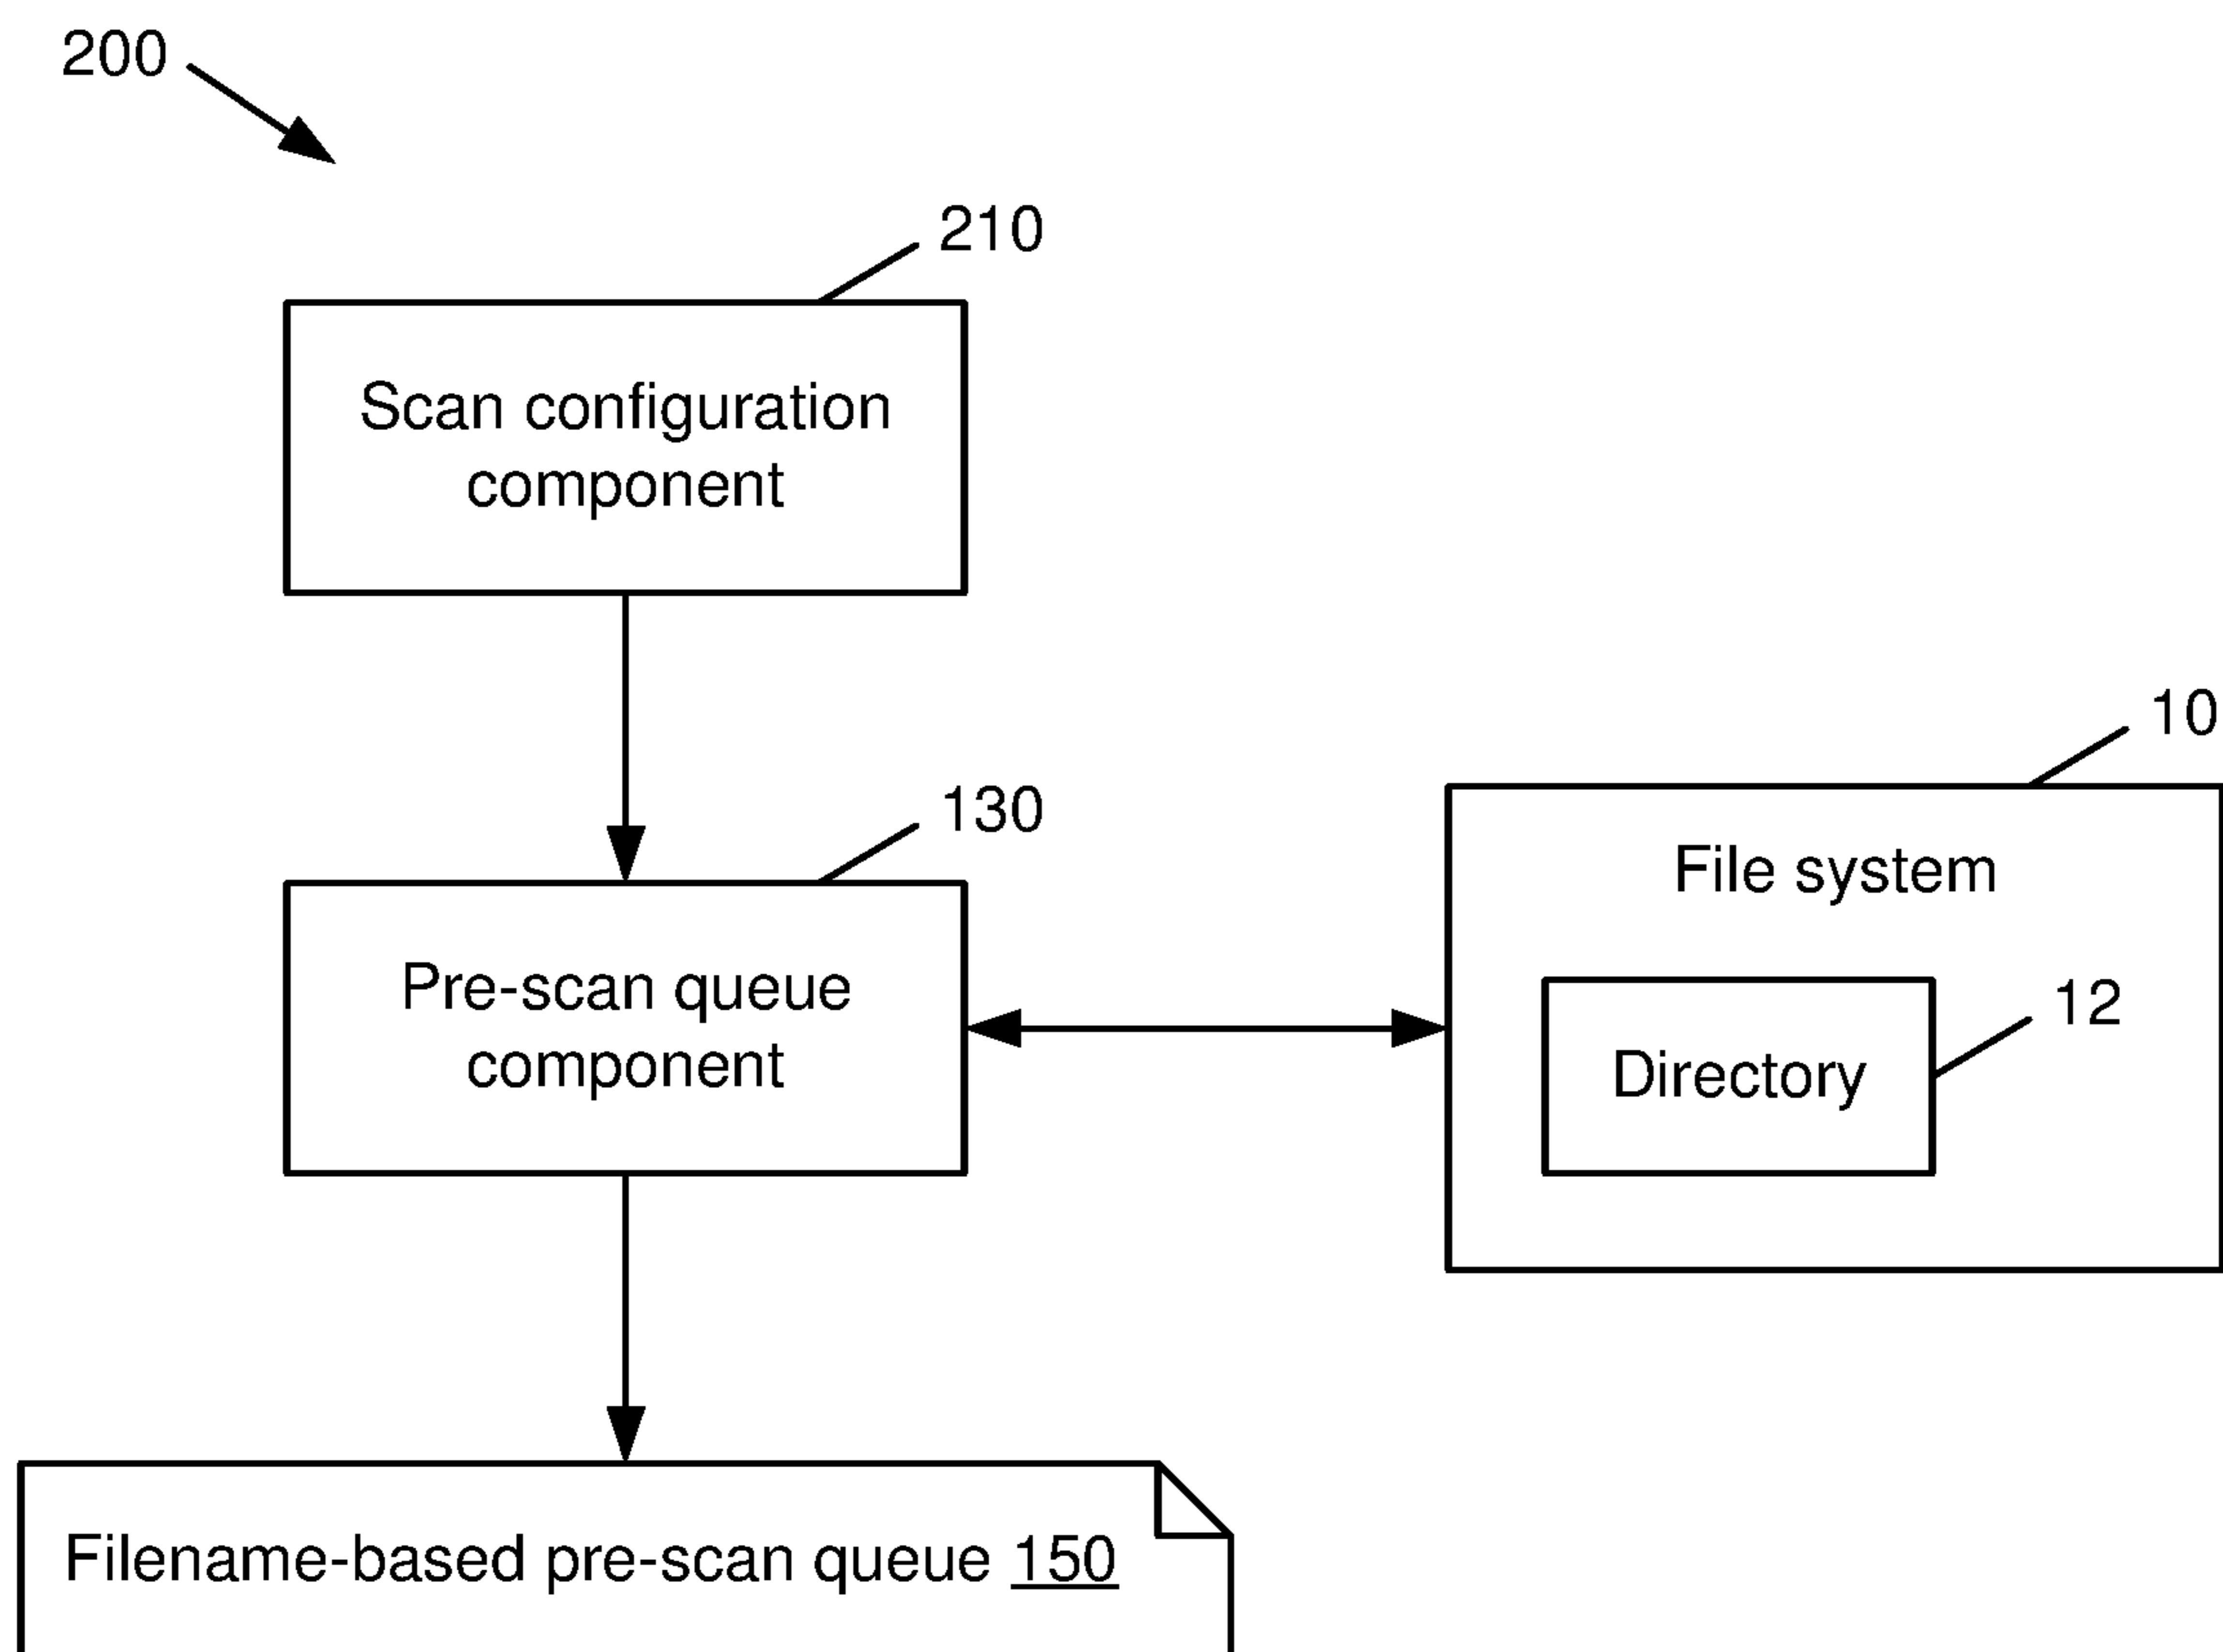 200
210
Scan configuration
component
10
130
File system
Pre-scan queue
component
12
Directory
Filename-based pre-scan queue 150